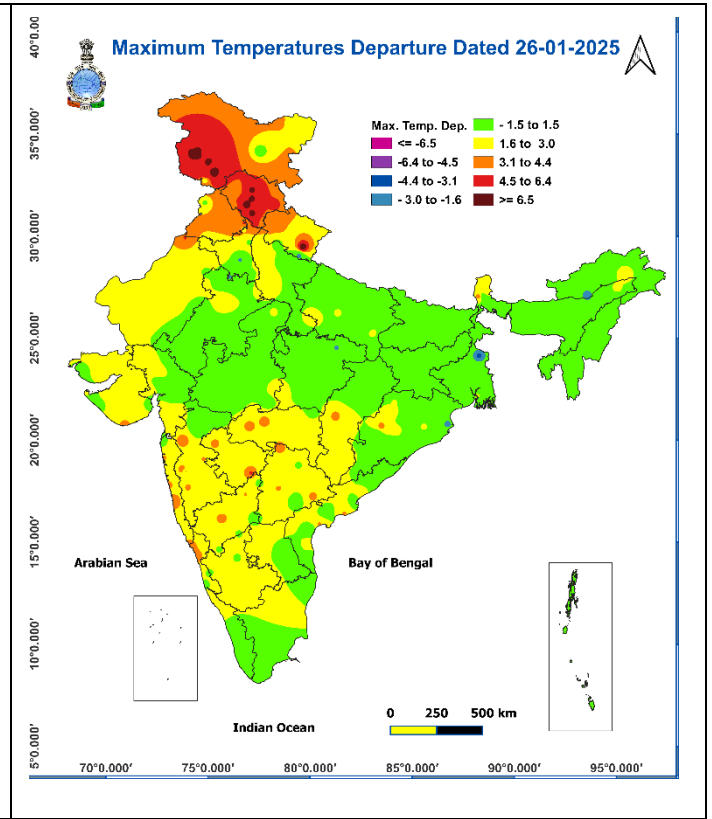 Maximum Temperatures Departure Dated 26-01-2025
Max. Temp. Dep.
<= -6.5
-6.4 to -4.5
-4.4 to -3.1
- 3.0 to -1.6
- 1.5 to 1.5
1.6 to 3.0
3.1 to 4.4
4.5 to 6.4
>= 6.5
40°0.00
35°0.000′
30°0.000′
25°0.000′
20°0.000′
15°0.000′
10°0.000′
5°0.000′
Arabian Sea
Bay of Bengal
Indian Ocean
0 250 500 km
70°0.000′ 75°0.000′ 80°0.000′ 85°0.000′ 90°0.000′ 95°0.000′